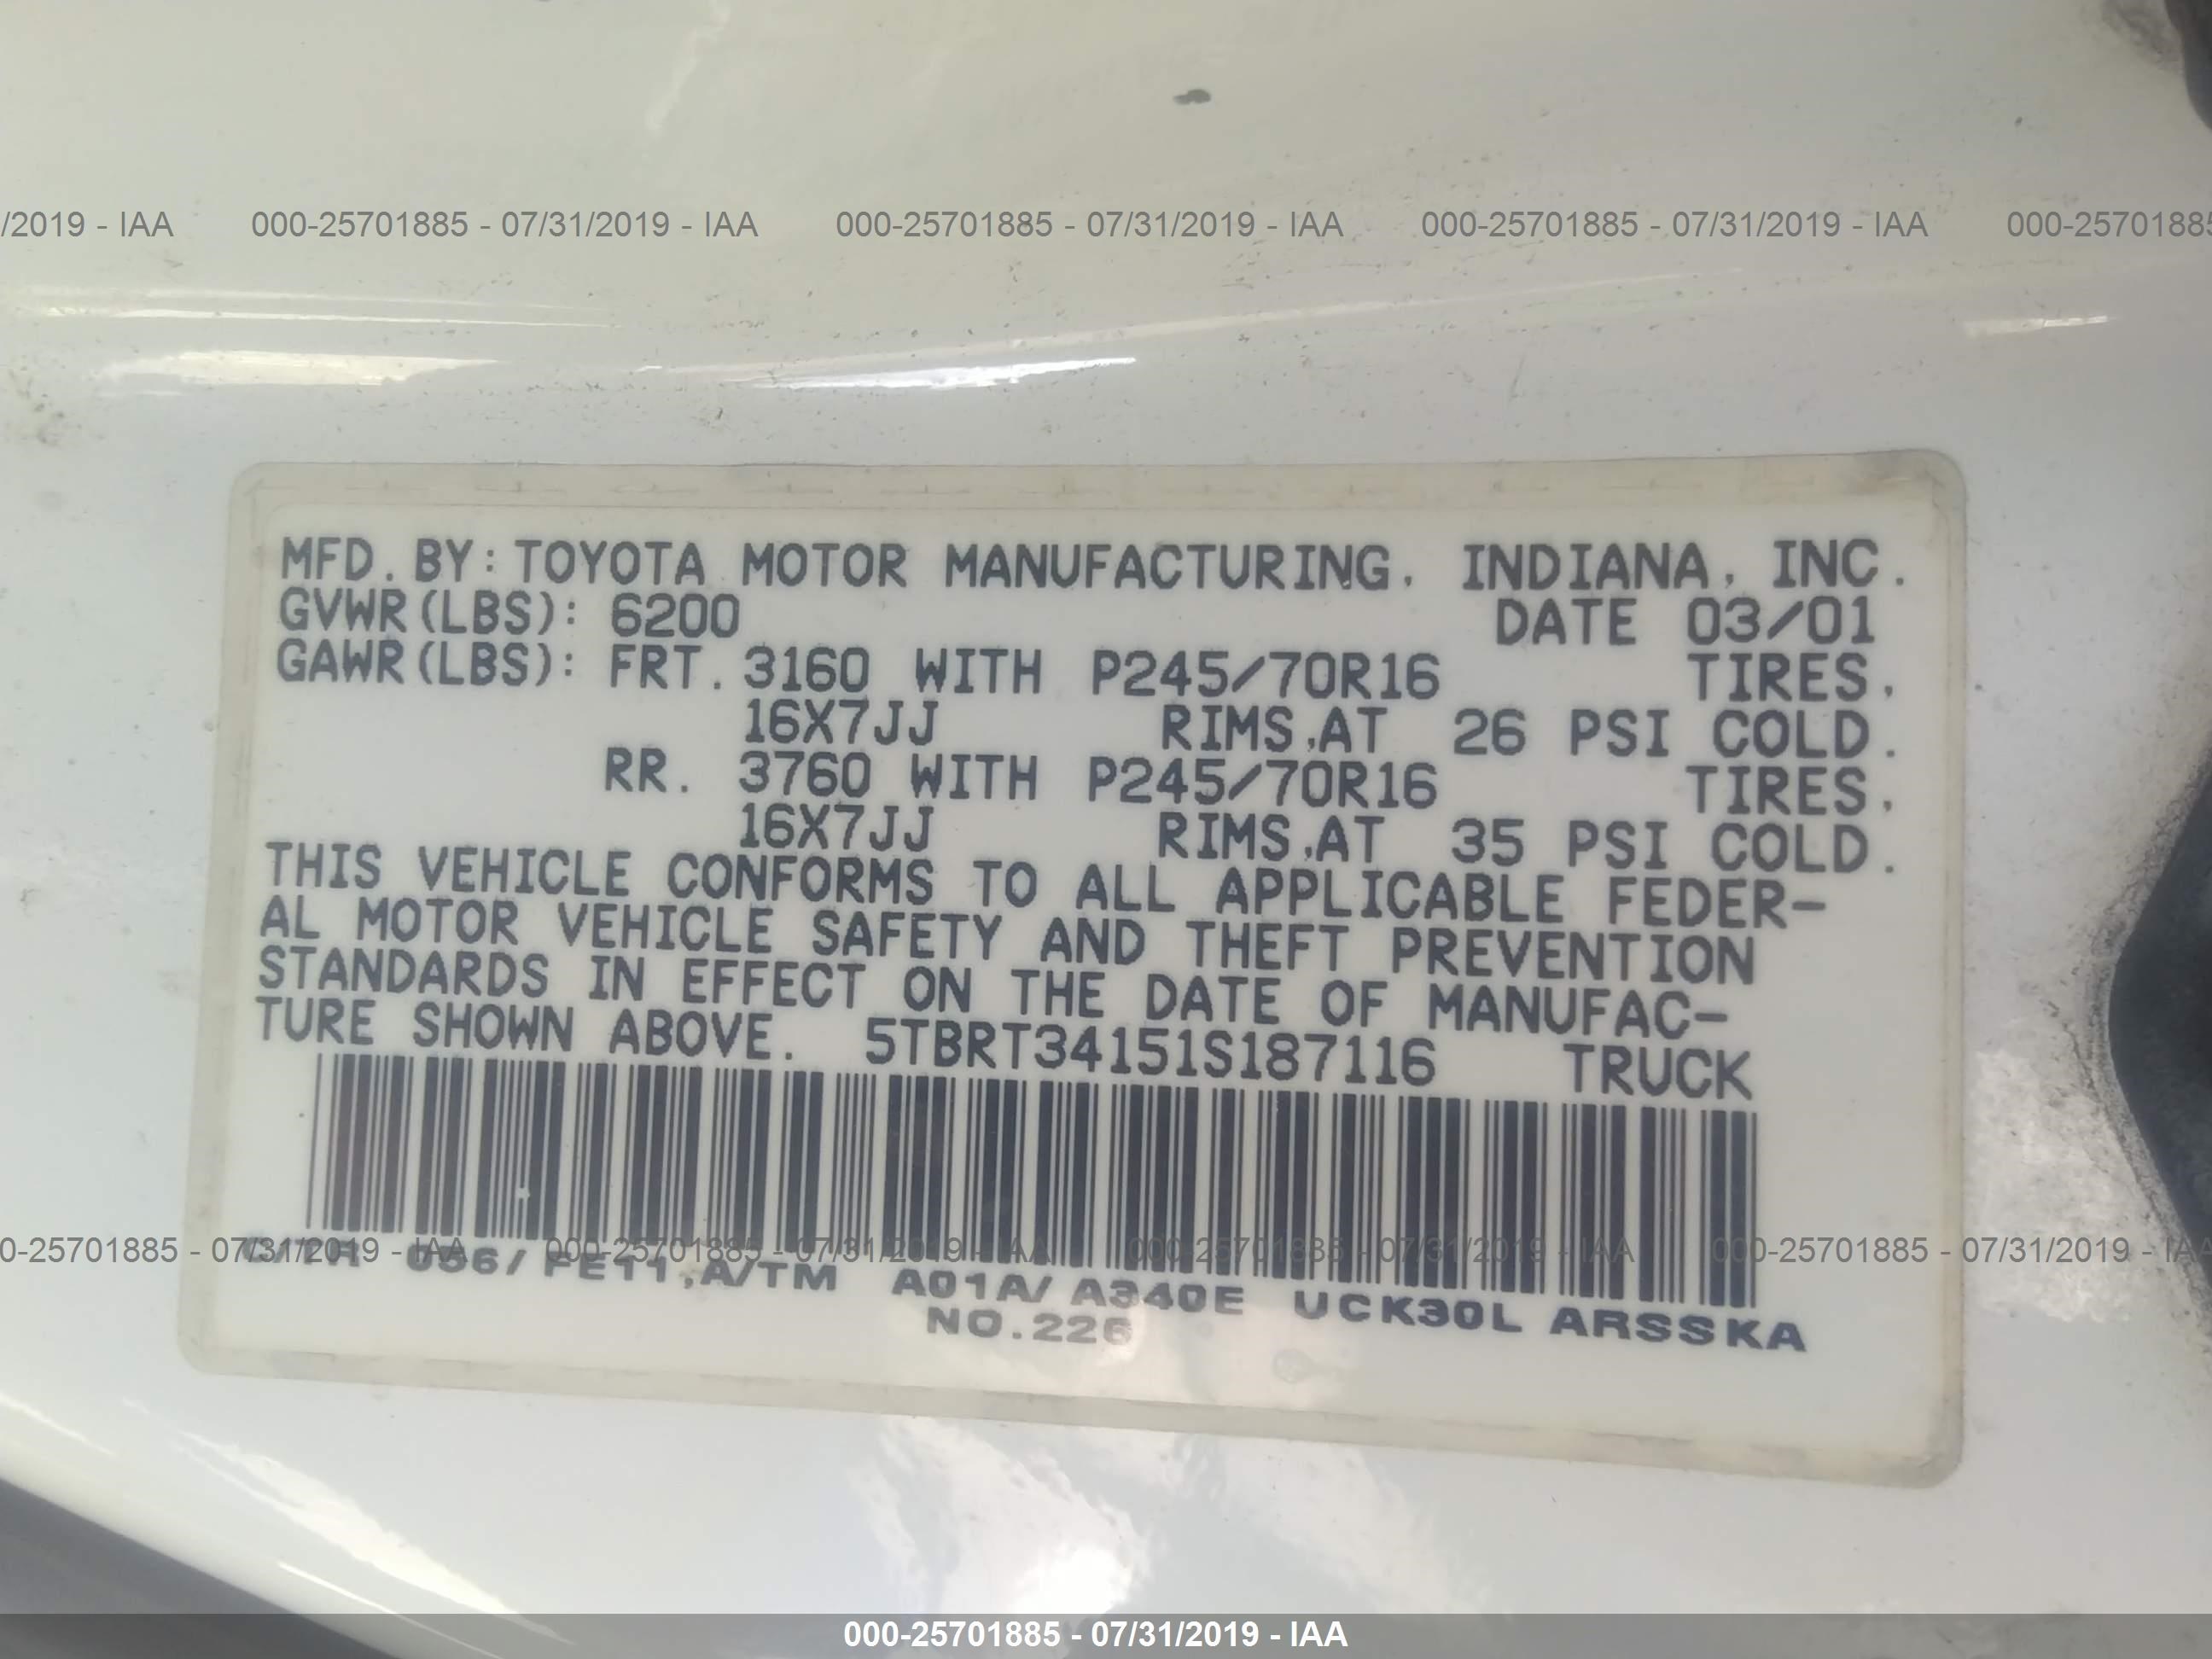 /2019 - IAA 000-25701885 - 07/31/2019 - IAA 000-25701885 - 07/31/2019 - IAA 000-25701885 - 07/31/2019 - IAA 000-25701885
MFD. BY: TOYOTA MOTOR MANUFACTURING, INDIANA, INC.
GVWR(LBS): 6200 DATE 03/01
GAWR(LBS): FRT. 3160 WITH P245/70R16 TIRES,
16X7JJ RIMS,AT 26 PSI COLD.
RR. 3760 WITH P245/70R16 TIRES,
16X7JJ RIMS,AT 35 PSI COLD.
THIS VEHICLE CONFORMS TO ALL APPLICABLE FEDER-
AL MOTOR VEHICLE SAFETY AND THEFT PREVENTION
STANDARDS IN EFFECT ON THE DATE OF MANUFAC-
TURE SHOWN ABOVE. 5TBRT34151S187116 TRUCK
0-25701885 - 07/31/2019 - IAA 000-25701885 - 07/31/2019 - IAA 000-25701885 - 07/31/2019 - IAA 000-25701885 - 07/31/2019 - IAA
C/TR 056/FE11,A/TM A01A/A340E UCK30L ARSSKA
NO.226
000-25701885 - 07/31/2019 - IAA